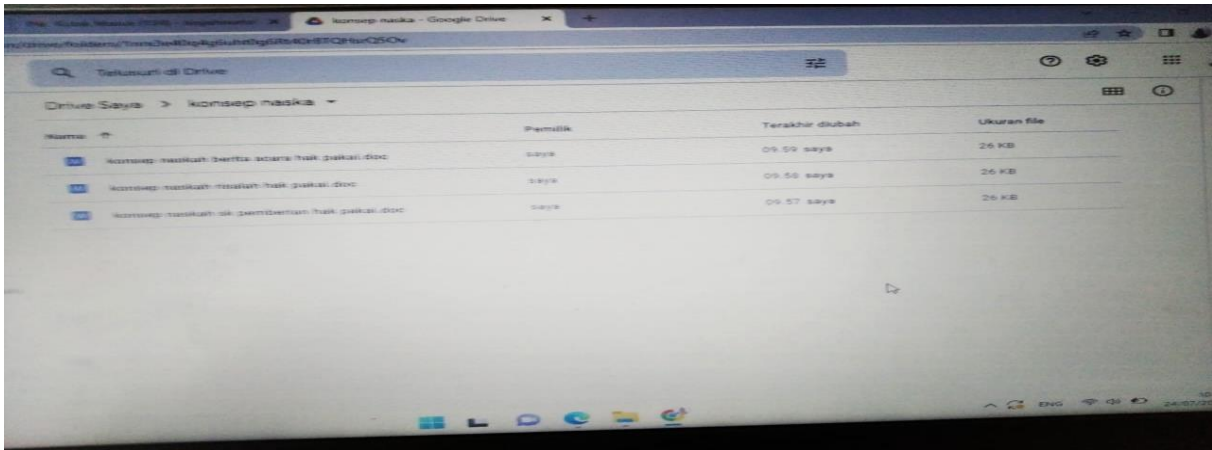 konsep naska - Google Drive
Telusuri di Drive
Drive Saya > konsep naska
Nama Pemilik Terakhir diubah Ukuran file
konsep naskah berita acara hak pakai.doc saya 09.59 saya 26 KB
konsep naskah risalah hak pakai.doc saya 09.58 saya 26 KB
konsep naskah sk pemberian hak pakai.doc saya 09.57 saya 26 KB
ENG